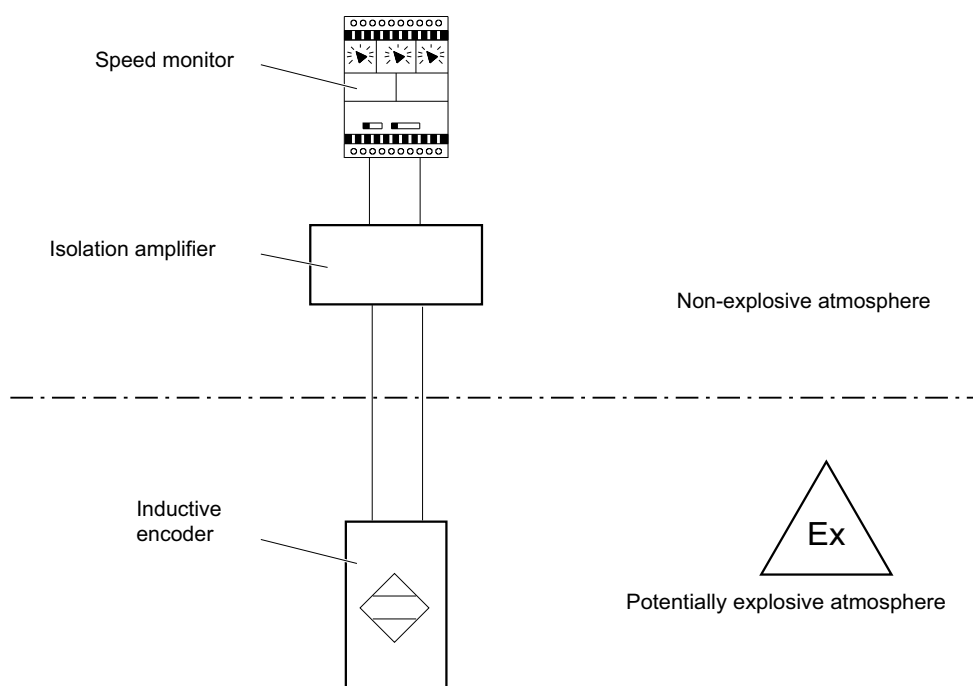 Speed monitor
Isolation amplifier
Non-explosive atmosphere
Inductive
encoder
Ex
Potentially explosive atmosphere